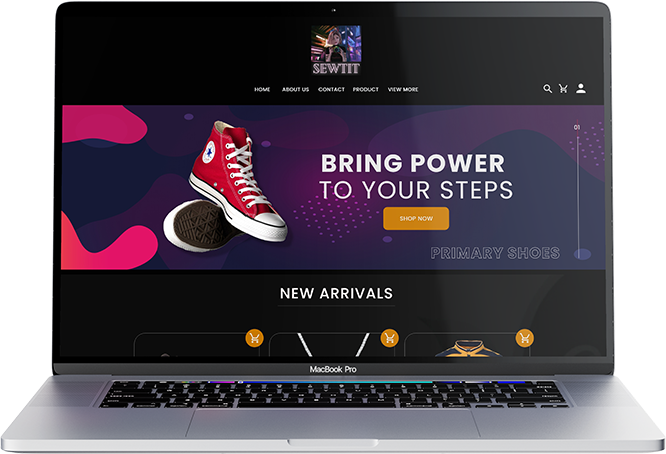 SEWTIT
HOME ABOUT US CONTACT PRODUCT VIEW MORE
01
BRING POWER
TO YOUR STEPS
SHOP NOW
PRIMARY SHOES
NEW ARRIVALS
MacBook Pro